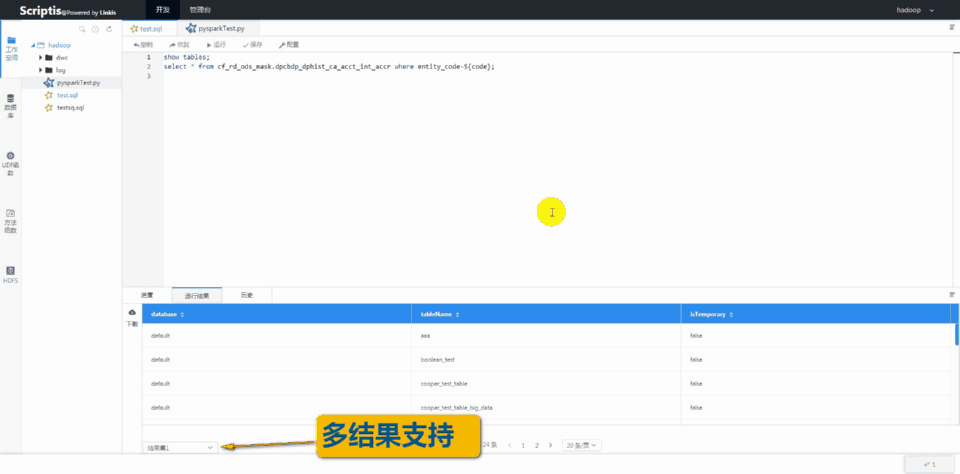 Scriptis@Powered by Linkis 开发 管理台 hadoop
test.sql pysparkTest.py
运行 保存 配置
工作空间
数据库
UDF函数
方法函数
HDFS
hadoop
dwc
log
pysparkTest.py
test.sql
testsq.sql
1 show tables;
2 select * from cf_rd_ods_mask.dpcbdp_dphist_ca_acct_int_accr where entity_code=${code};
3
进度 运行结果 历史
下载
database tableName isTemporary
default aaa false
default boolean_test false
default cooper_test_table false
default cooper_test_table_big_data false
结果集1 多结果支持 24 条 < 1 2 > 20 条/页
1